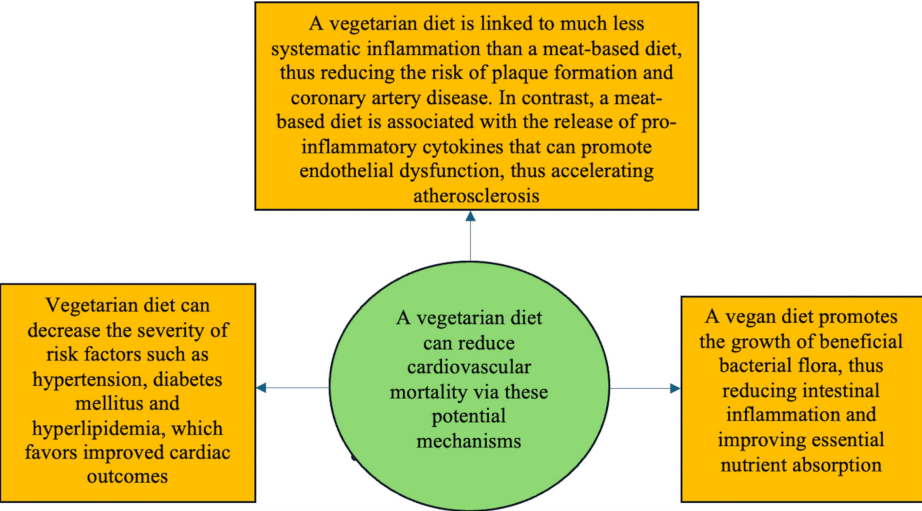 A vegetarian diet is linked to much less
systematic inflammation than a meat-based diet,
thus reducing the risk of plaque formation and
coronary artery disease. In contrast, a meat-
based diet is associated with the release of pro-
inflammatory cytokines that can promote
endothelial dysfunction, thus accelerating
atherosclerosis
Vegetarian diet can
decrease the severity of
risk factors such as
hypertension, diabetes
mellitus and
hyperlipidemia, which
favors improved cardiac
outcomes
A vegetarian diet
can reduce
cardiovascular
mortality via these
potential
mechanisms
A vegan diet promotes
the growth of beneficial
bacterial flora, thus
reducing intestinal
inflammation and
improving essential
nutrient absorption